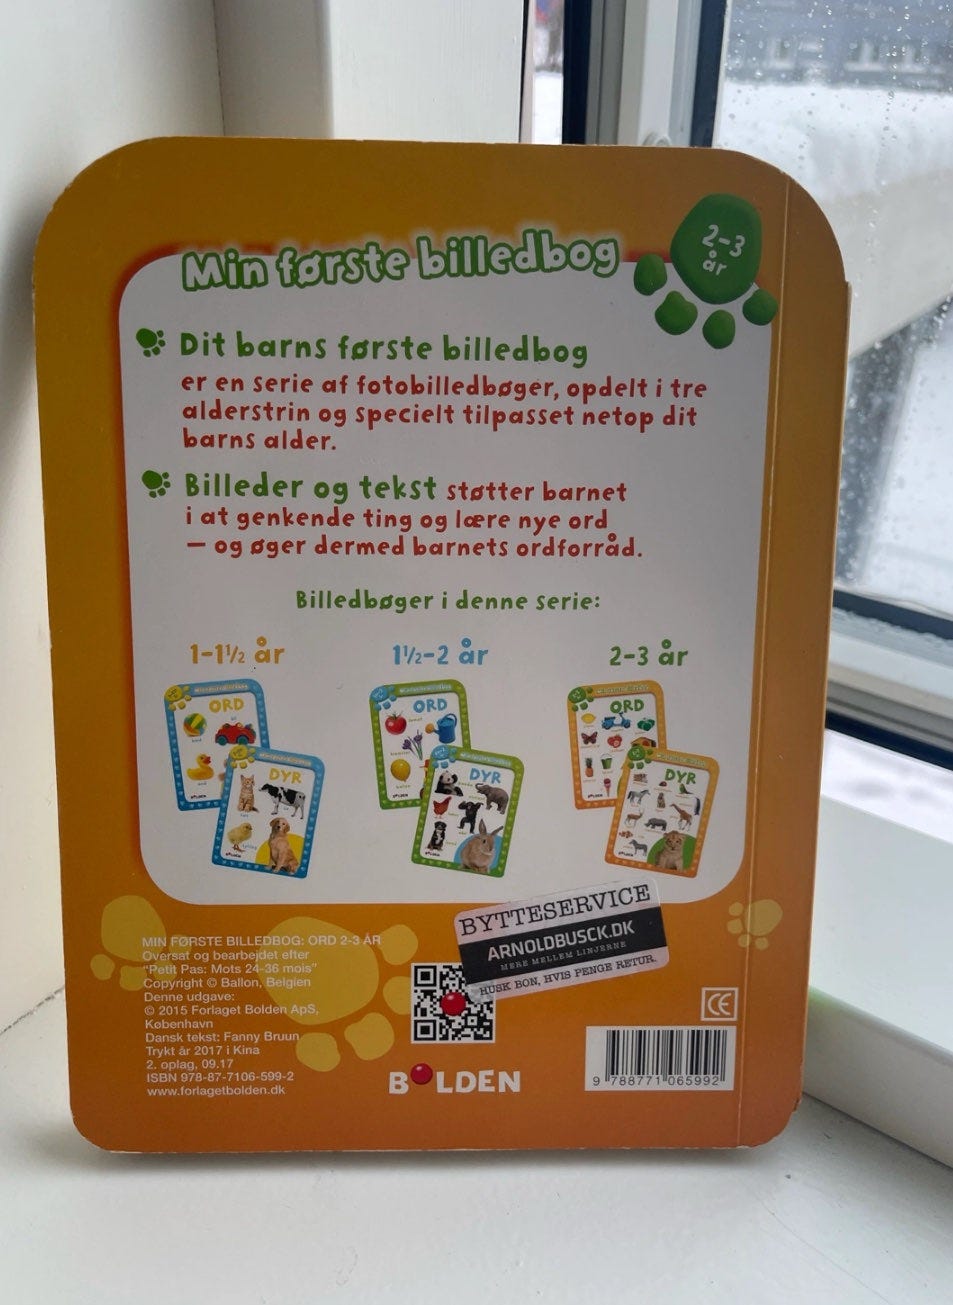 Min første billedbog
2-3
år
Dit barns første billedbog
er en serie af fotobilledbøger, opdelt i tre
alderstrin og specielt tilpasset netop dit
barns alder.
Billeder og tekst støtter barnet
i at genkende ting og lære nye ord
– og øger dermed barnets ordforråd.
Billedbøger i denne serie:
1-1½ år
1½-2 år
2-3 år
ORD
DYR
ORD
DYR
ORD
DYR
BYTTESERVICE
ARNOLDBUSCK.DK
MERE MELLEM LINJERNE
HUSK BON, HVIS PENGE RETUR.
MIN FØRSTE BILLEDBOG: ORD 2-3 ÅR
Oversat og bearbejdet efter
"Petit Pas: Mots 24-36 mois"
Copyright © Ballon, Belgien
Denne udgave:
© 2015 Forlaget Bolden ApS,
København
Dansk tekst: Fanny Bruun
Trykt år 2017 i Kina
2. oplag, 09.17
ISBN 978-87-7106-599-2
www.forlagetbolden.dk
BOLDEN
CE
9 788771 065992